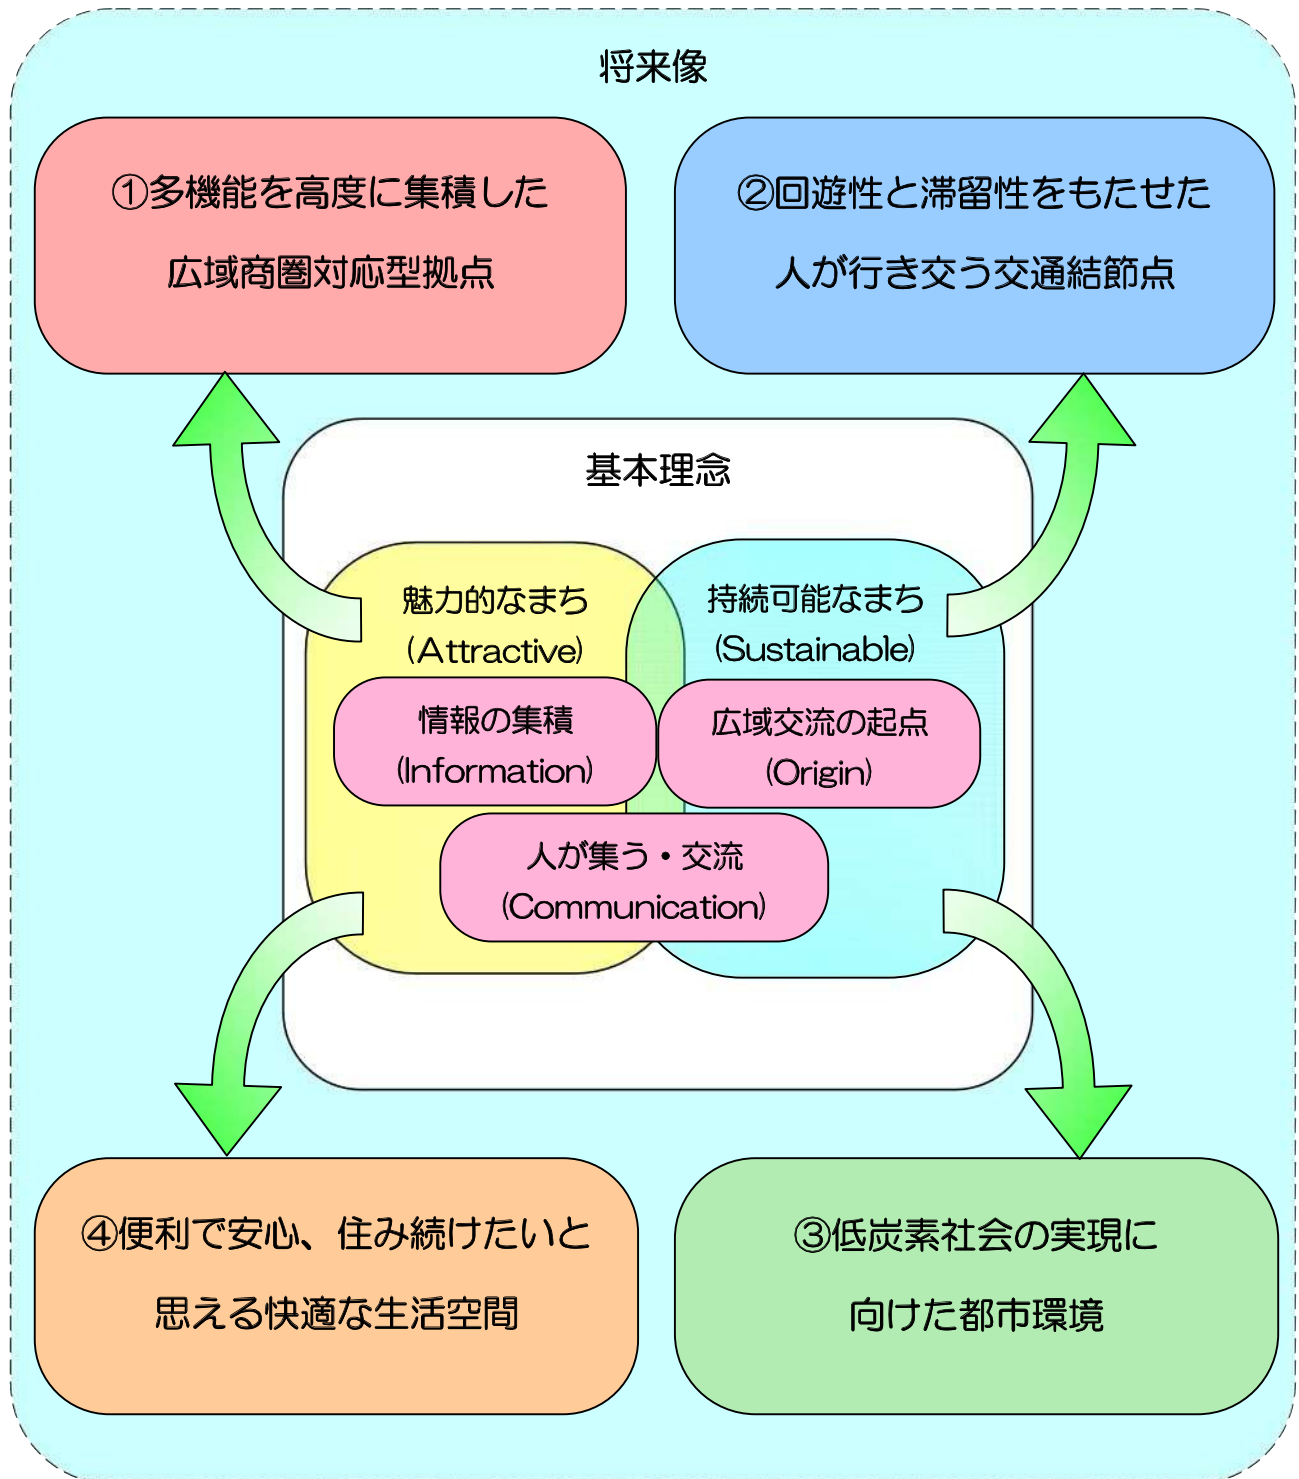 将来像
①多機能を高度に集積した
広域商圏対応型拠点
②回遊性と滞留性をもたせた
人が行き交う交通結節点
基本理念
魅力的なまち
(Attractive)
持続可能なまち
(Sustainable)
情報の集積
(Information)
広域交流の起点
(Origin)
人が集う・交流
(Communication)
④便利で安心、住み続けたいと
思える快適な生活空間
③低炭素社会の実現に
向けた都市環境